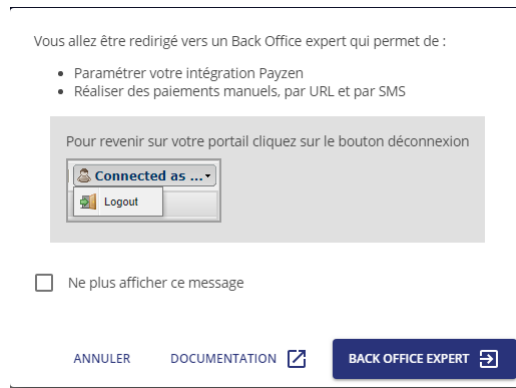 Vous allez être redirigé vers un Back Office expert qui permet de :
Paramétrer votre intégration Payzen
Réaliser des paiements manuels, par URL et par SMS
Pour revenir sur votre portail cliquez sur le bouton déconnexion
Connected as ...
Logout
Ne plus afficher ce message
ANNULER DOCUMENTATION BACK OFFICE EXPERT